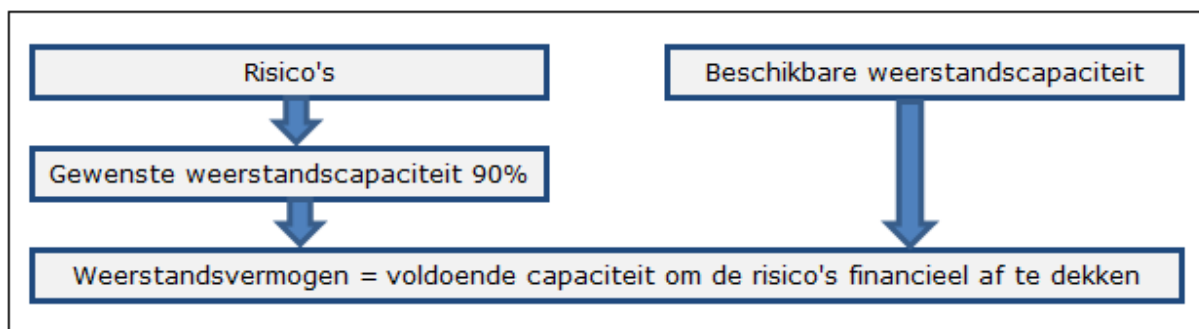 Risico's
Beschikbare weerstandscapaciteit
Gewenste weerstandscapaciteit 90%
Weerstandsvermogen = voldoende capaciteit om de risico's financieel af te dekken